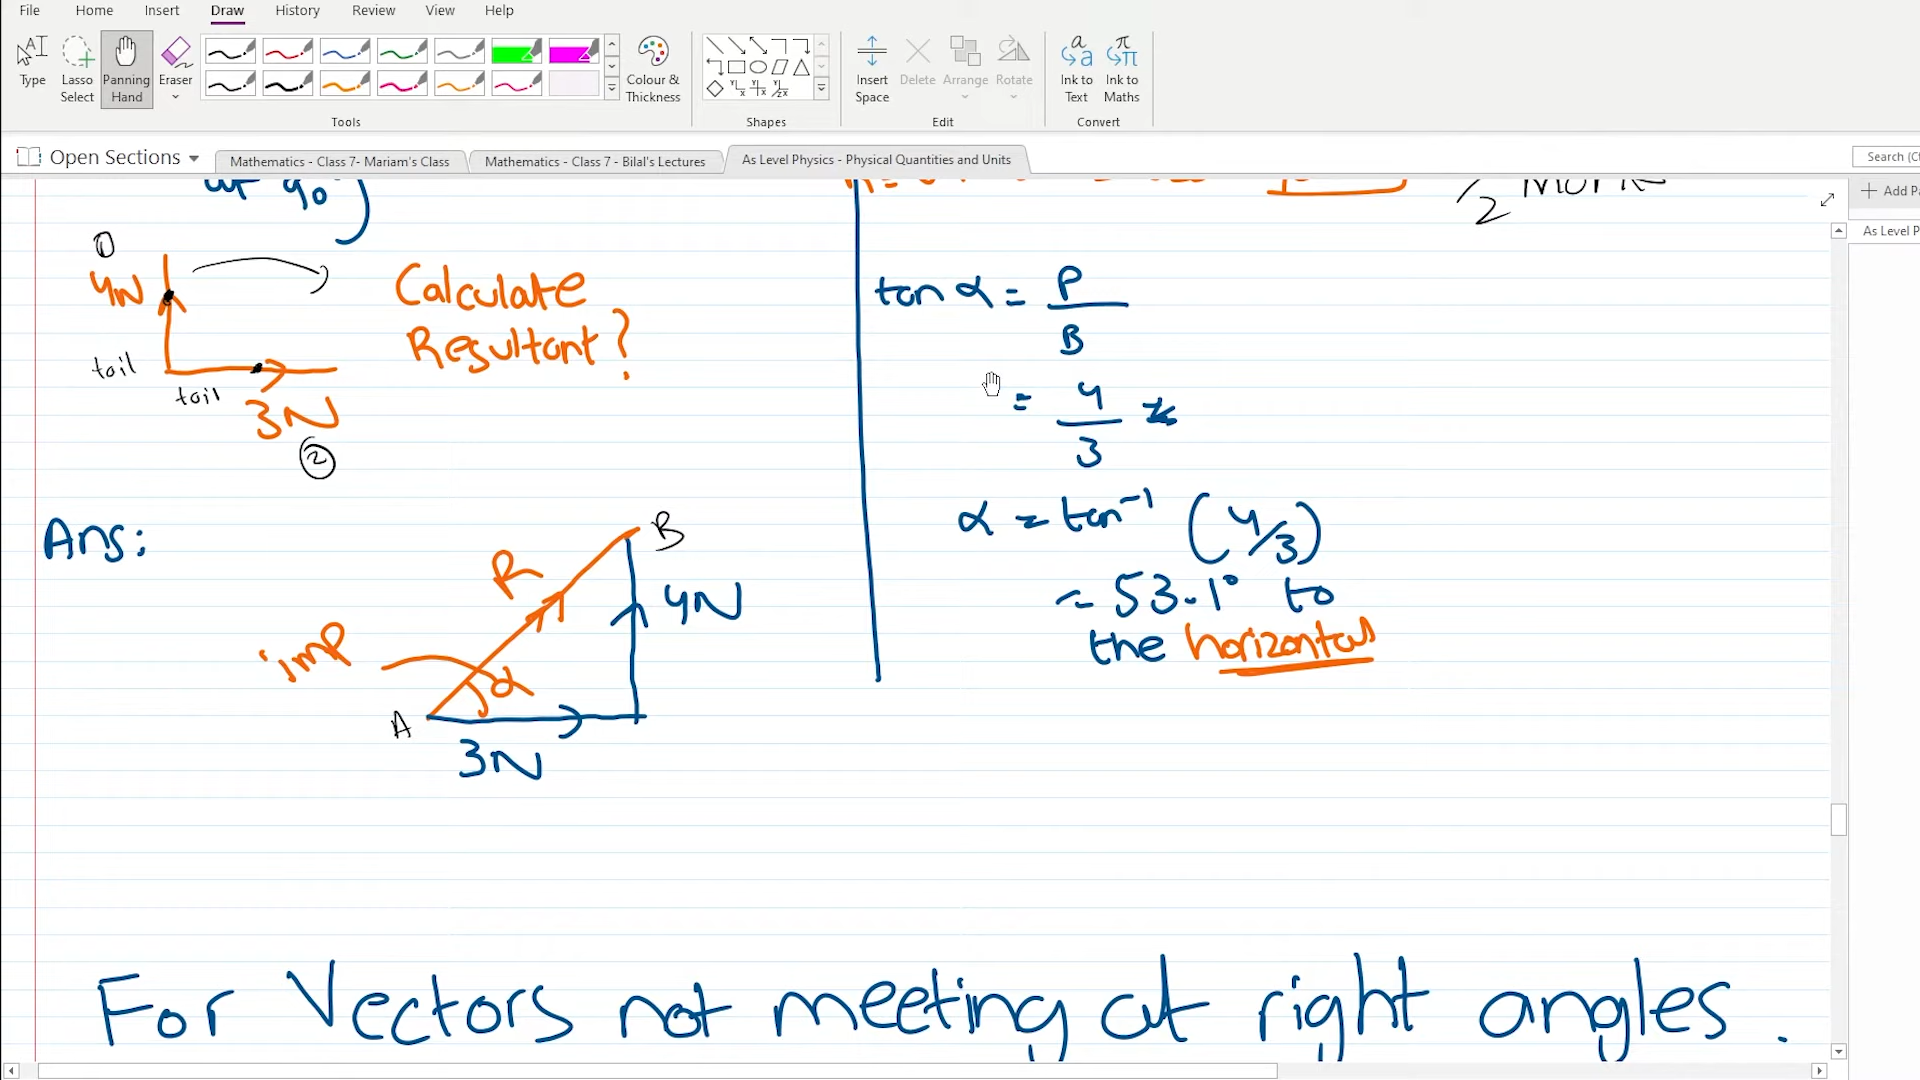 File Home Insert Draw History Review View Help
Type
Lasso Select
Panning Hand
Eraser
Colour & Thickness
Insert Space
Delete
Arrange
Rotate
Ink to Text
Ink to Maths
Tools
Shapes
Edit
Convert
Open Sections
Mathematics - Class 7- Mariam's Class
Mathematics - Class 7 - Bilal's Lectures
As Level Physics - Physical Quantities and Units
Search (Ct
Add Pa
As Level P
1
4N
tail
tail
3N
2
Calculate
Resultant?
Ans:
R
B
4N
imp
α
A
3N
tan α = P
B
= 4
3
α = tan⁻¹ (4/3)
= 53.1° to
the horizontal
For Vectors not meeting at right angles.